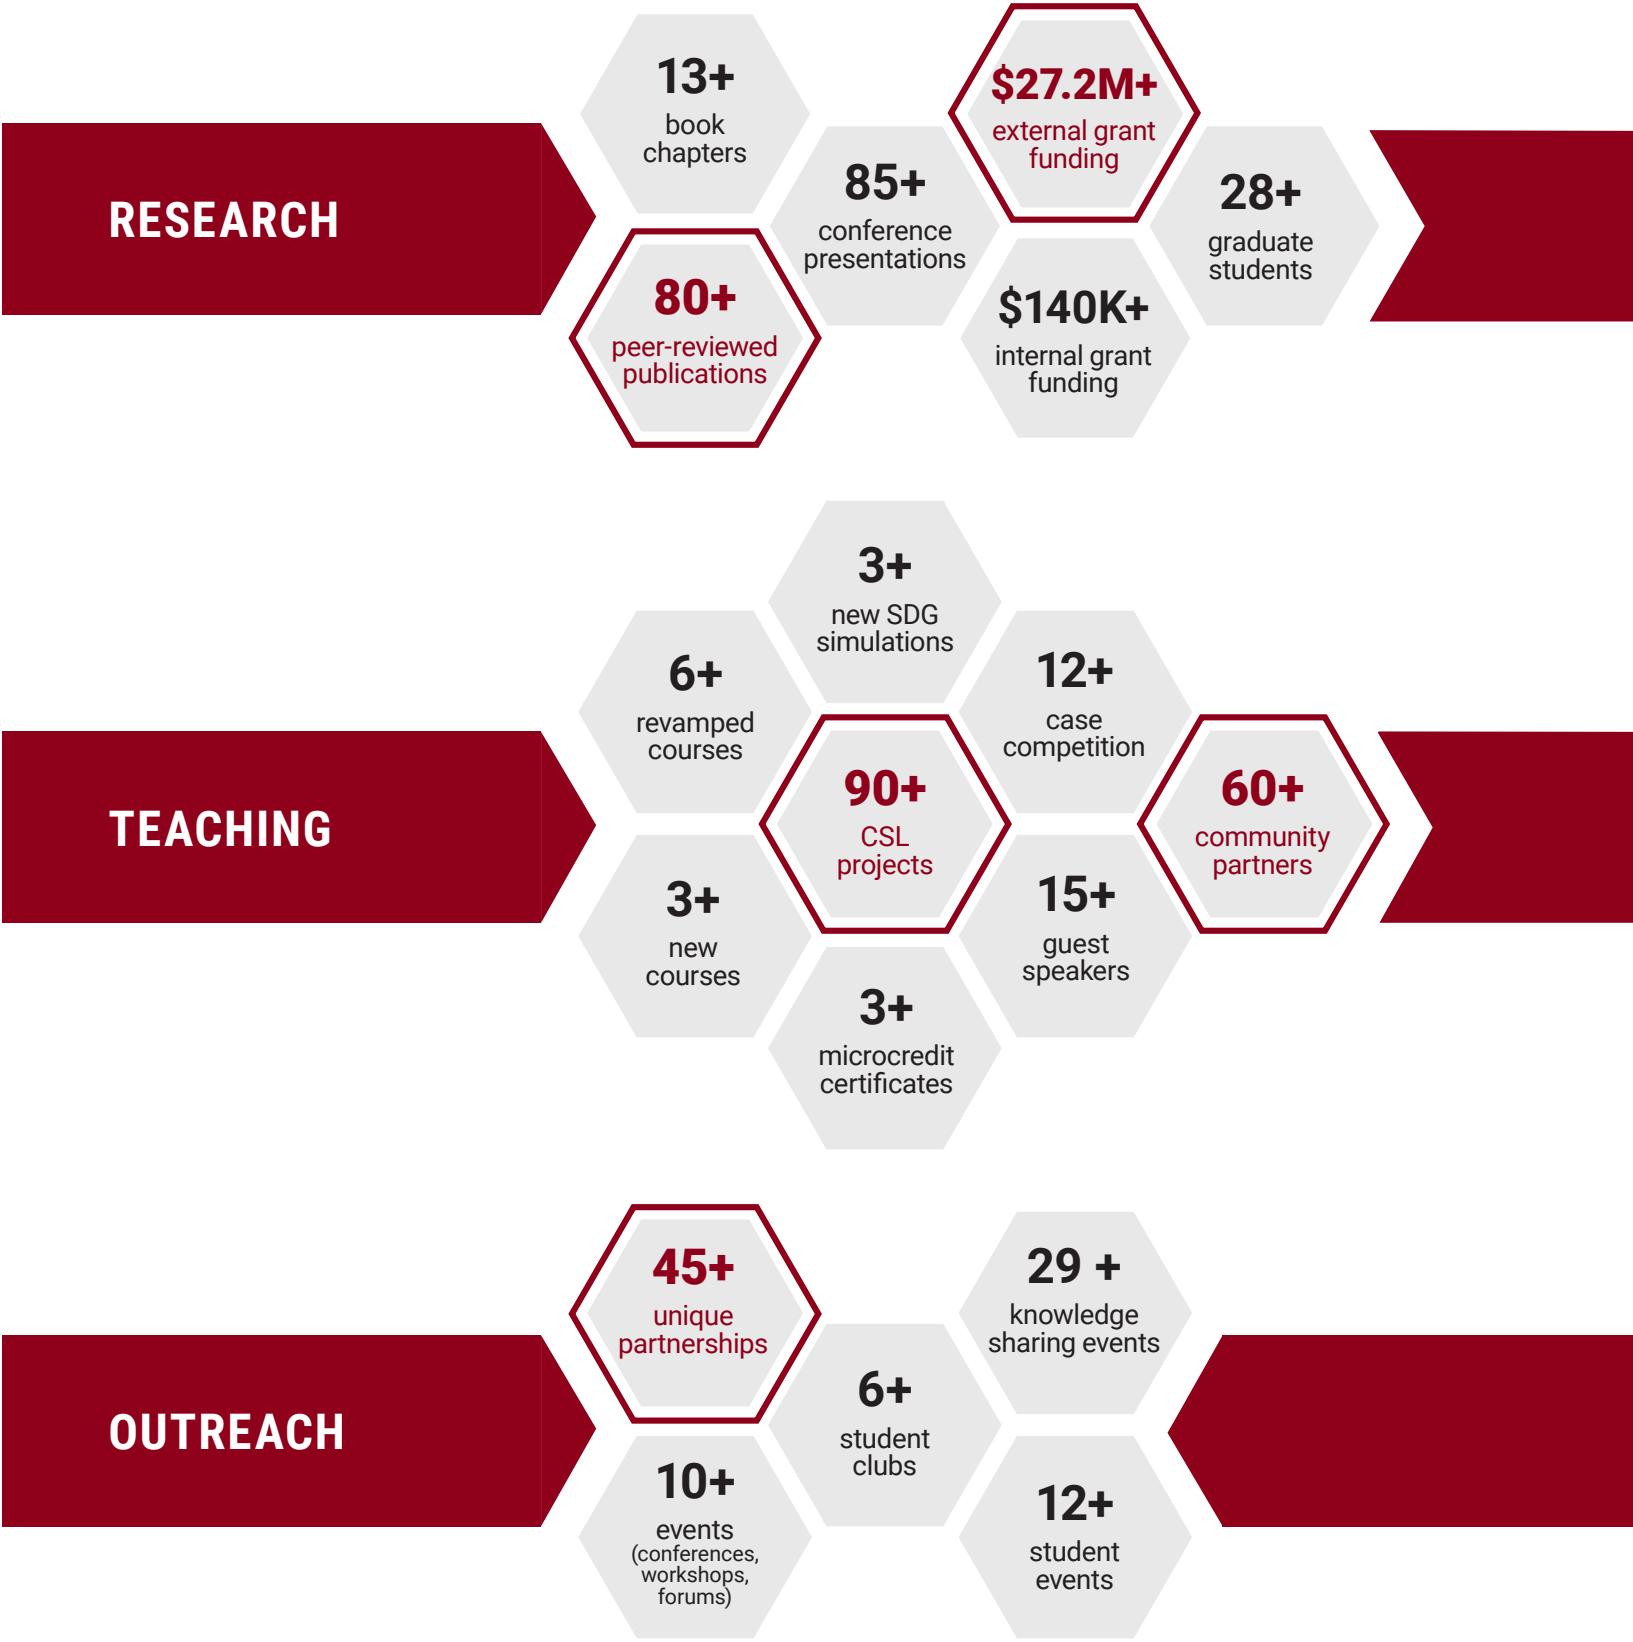 RESEARCH
13+
book
chapters
80+
peer-reviewed
publications
85+
conference
presentations
$27.2M+
external grant
funding
$140K+
internal grant
funding
28+
graduate
students
TEACHING
6+
revamped
courses
3+
new
courses
3+
new SDG
simulations
90+
CSL
projects
3+
microcredit
certificates
12+
case
competition
15+
guest
speakers
60+
community
partners
OUTREACH
45+
unique
partnerships
10+
events
(conferences,
workshops,
forums)
6+
student
clubs
29 +
knowledge
sharing events
12+
student
events